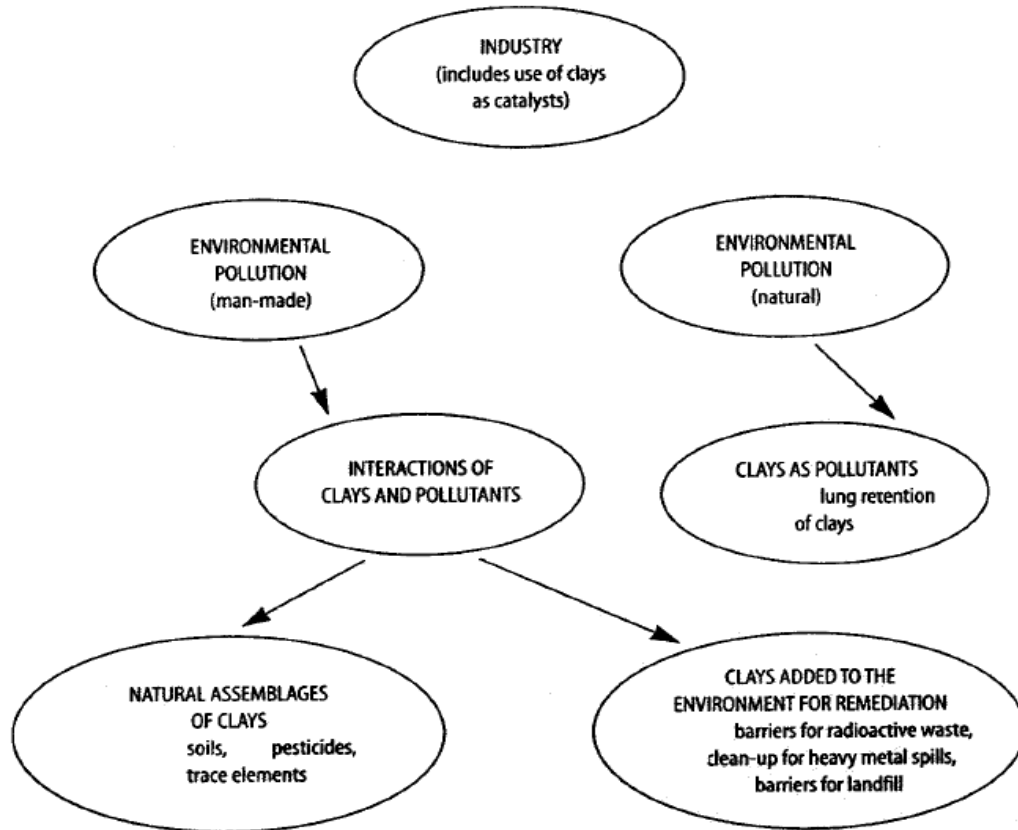 INDUSTRY
(includes use of clays
as catalysts)
ENVIRONMENTAL
POLLUTION
(man-made)
ENVIRONMENTAL
POLLUTION
(natural)
INTERACTIONS OF
CLAYS AND POLLUTANTS
CLAYS AS POLLUTANTS
lung retention
of clays
NATURAL ASSEMBLAGES
OF CLAYS
soils, pesticides,
trace elements
CLAYS ADDED TO THE
ENVIRONMENT FOR REMEDIATION
barriers for radioactive waste,
clean-up for heavy metal spills,
barriers for landfill